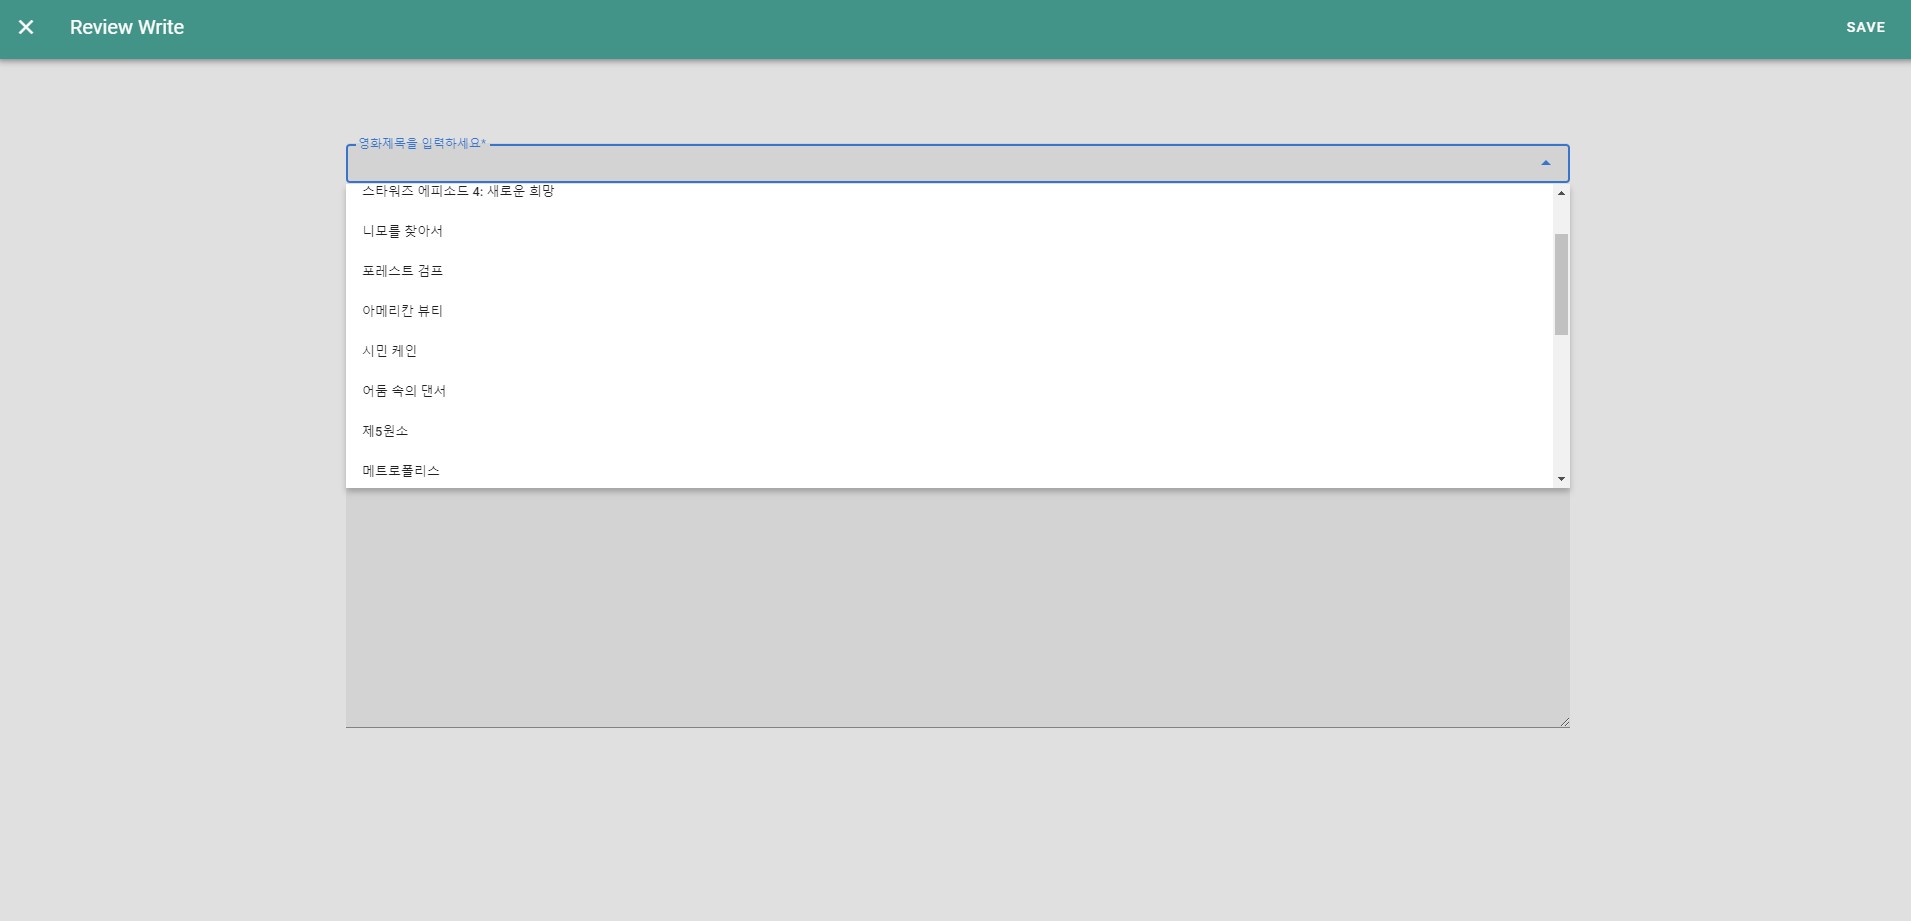 Review Write
SAVE
영화제목을 입력하세요*
스타워즈 에피소드 4: 새로운 희망
니모를 찾아서
포레스트 검프
아메리칸 뷰티
시민 케인
어둠 속의 댄서
제5원소
메트로폴리스